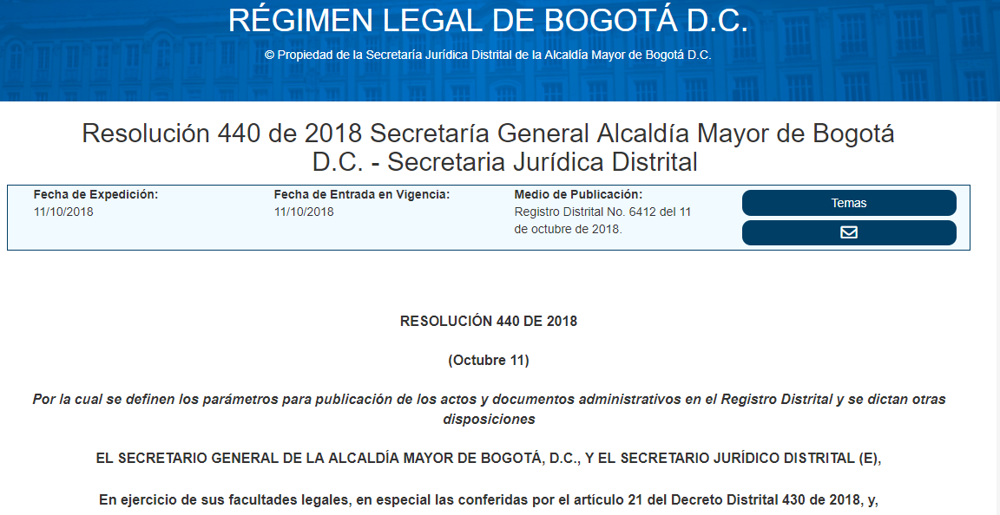 RÉGIMEN LEGAL DE BOGOTÁ D.C.
© Propiedad de la Secretaría Jurídica Distrital de la Alcaldía Mayor de Bogotá D.C.
Resolución 440 de 2018 Secretaría General Alcaldía Mayor de Bogotá
D.C. - Secretaria Jurídica Distrital
Fecha de Expedición:
11/10/2018
Fecha de Entrada en Vigencia:
11/10/2018
Medio de Publicación:
Registro Distrital No. 6412 del 11
de octubre de 2018.
Temas
RESOLUCIÓN 440 DE 2018
(Octubre 11)
Por la cual se definen los parámetros para publicación de los actos y documentos administrativos en el Registro Distrital y se dictan otras
disposiciones
EL SECRETARIO GENERAL DE LA ALCALDÍA MAYOR DE BOGOTÁ, D.C., Y EL SECRETARIO JURÍDICO DISTRITAL (E),
En ejercicio de sus facultades legales, en especial las conferidas por el artículo 21 del Decreto Distrital 430 de 2018, y,